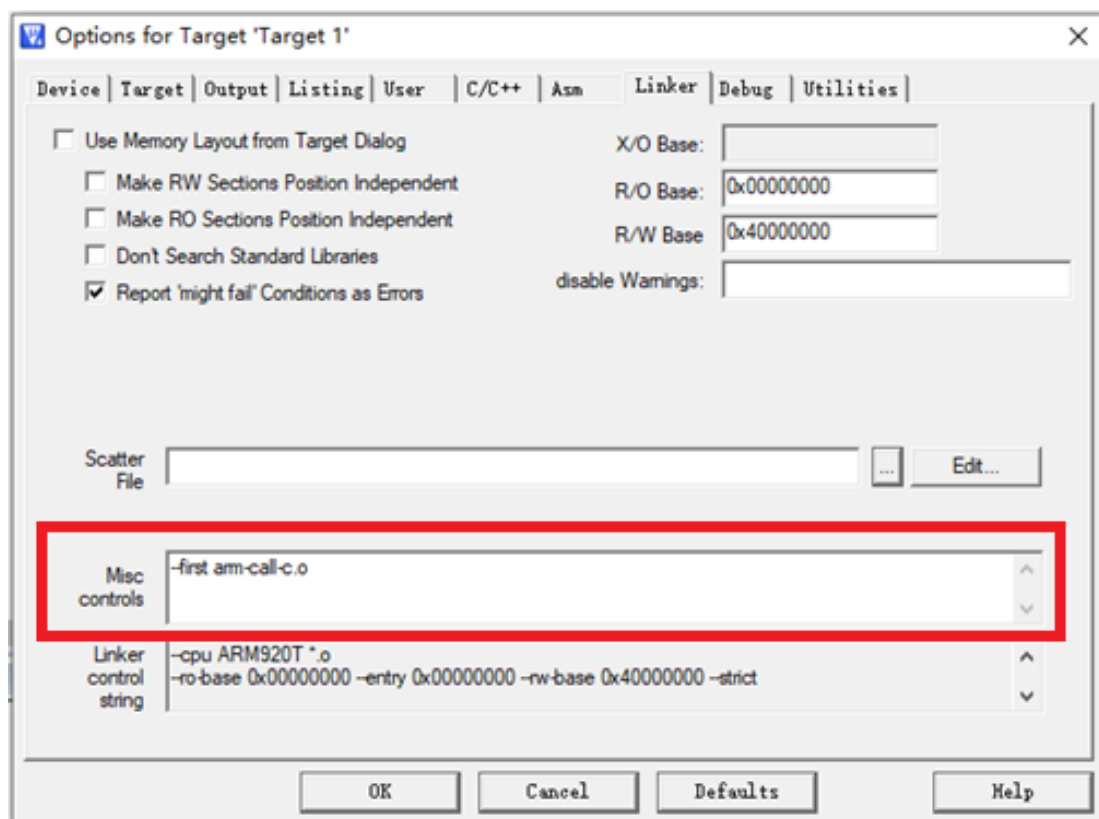 Options for Target 'Target 1'
Device Target Output Listing User C/C++ Asm Linker Debug Utilities
Use Memory Layout from Target Dialog
X/O Base:
Make RW Sections Position Independent
R/O Base: 0x00000000
Make RO Sections Position Independent
R/W Base 0x40000000
Don't Search Standard Libraries
disable Warnings:
Report 'might fail' Conditions as Errors
Scatter
File
... Edit...
Misc
controls
--first arm-call-c.o
Linker
control
string
--cpu ARM920T *.o
--ro-base 0x00000000 --entry 0x00000000 --rw-base 0x40000000 --strict
OK Cancel Defaults Help